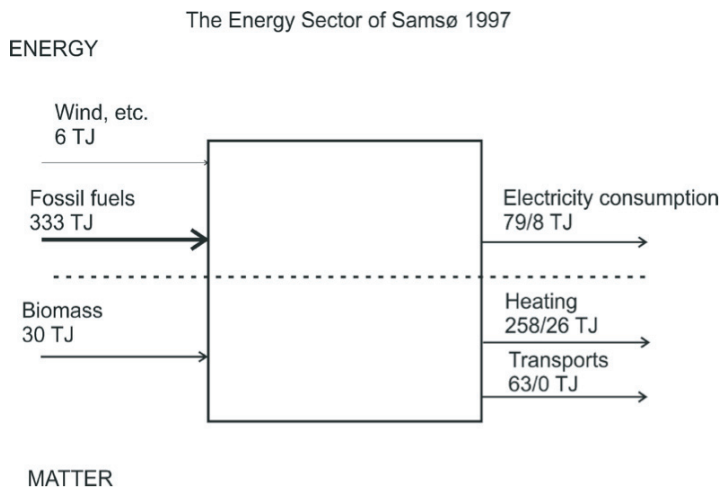 The Energy Sector of Samsø 1997
ENERGY
Wind, etc.
6 TJ
Fossil fuels
333 TJ
Electricity consumption
79/8 TJ
Biomass
30 TJ
Heating
258/26 TJ
Transports
63/0 TJ
MATTER